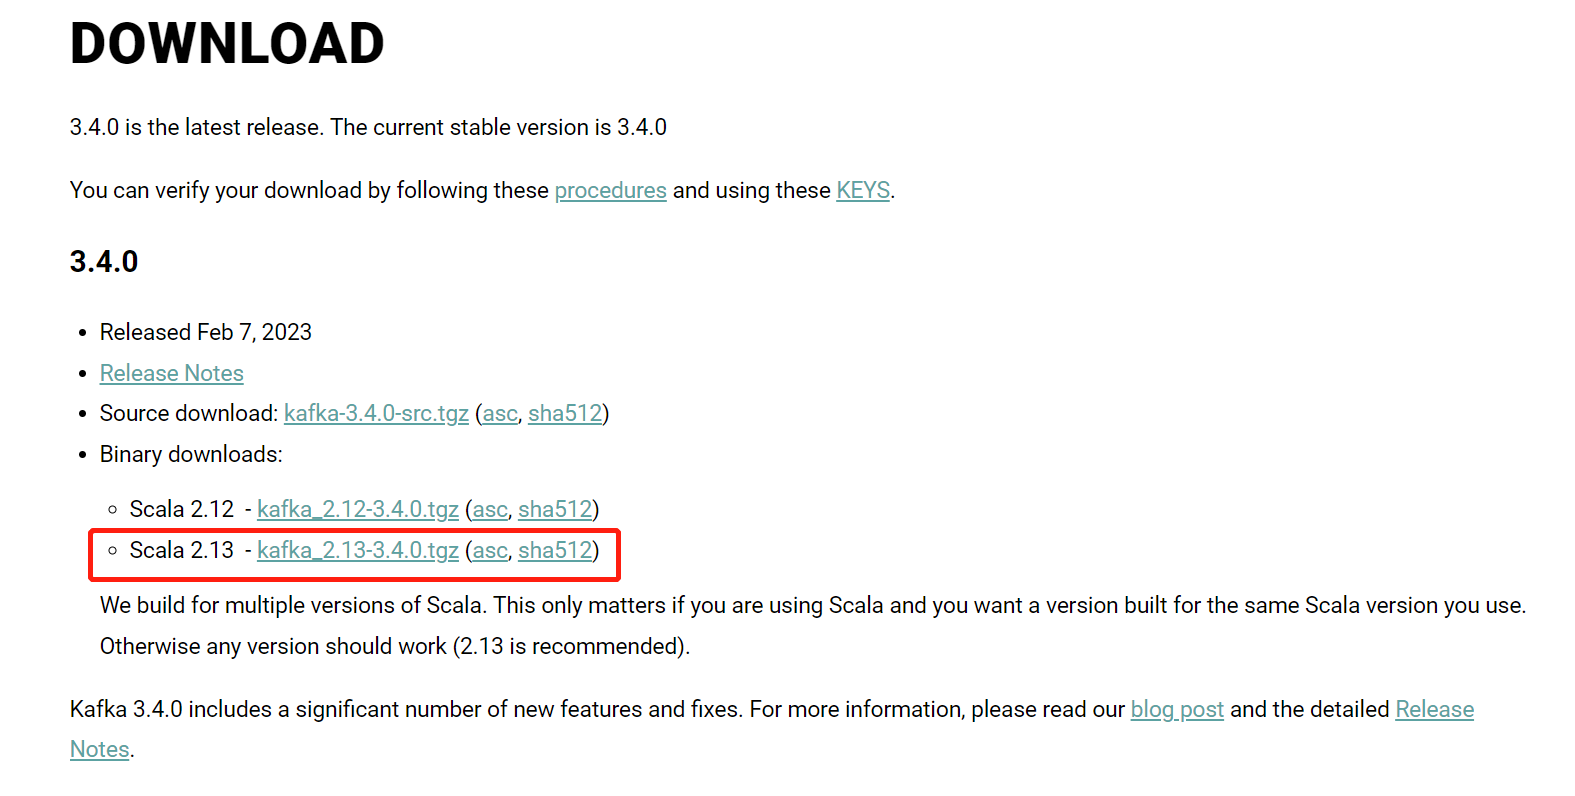 DOWNLOAD
3.4.0 is the latest release. The current stable version is 3.4.0
You can verify your download by following these procedures and using these KEYS.
3.4.0
• Released Feb 7, 2023
• Release Notes
• Source download: kafka-3.4.0-src.tgz (asc, sha512)
• Binary downloads:
◦ Scala 2.12 - kafka_2.12-3.4.0.tgz (asc, sha512)
◦ Scala 2.13 - kafka_2.13-3.4.0.tgz (asc, sha512)
We build for multiple versions of Scala. This only matters if you are using Scala and you want a version built for the same Scala version you use.
Otherwise any version should work (2.13 is recommended).
Kafka 3.4.0 includes a significant number of new features and fixes. For more information, please read our blog post and the detailed Release
Notes.